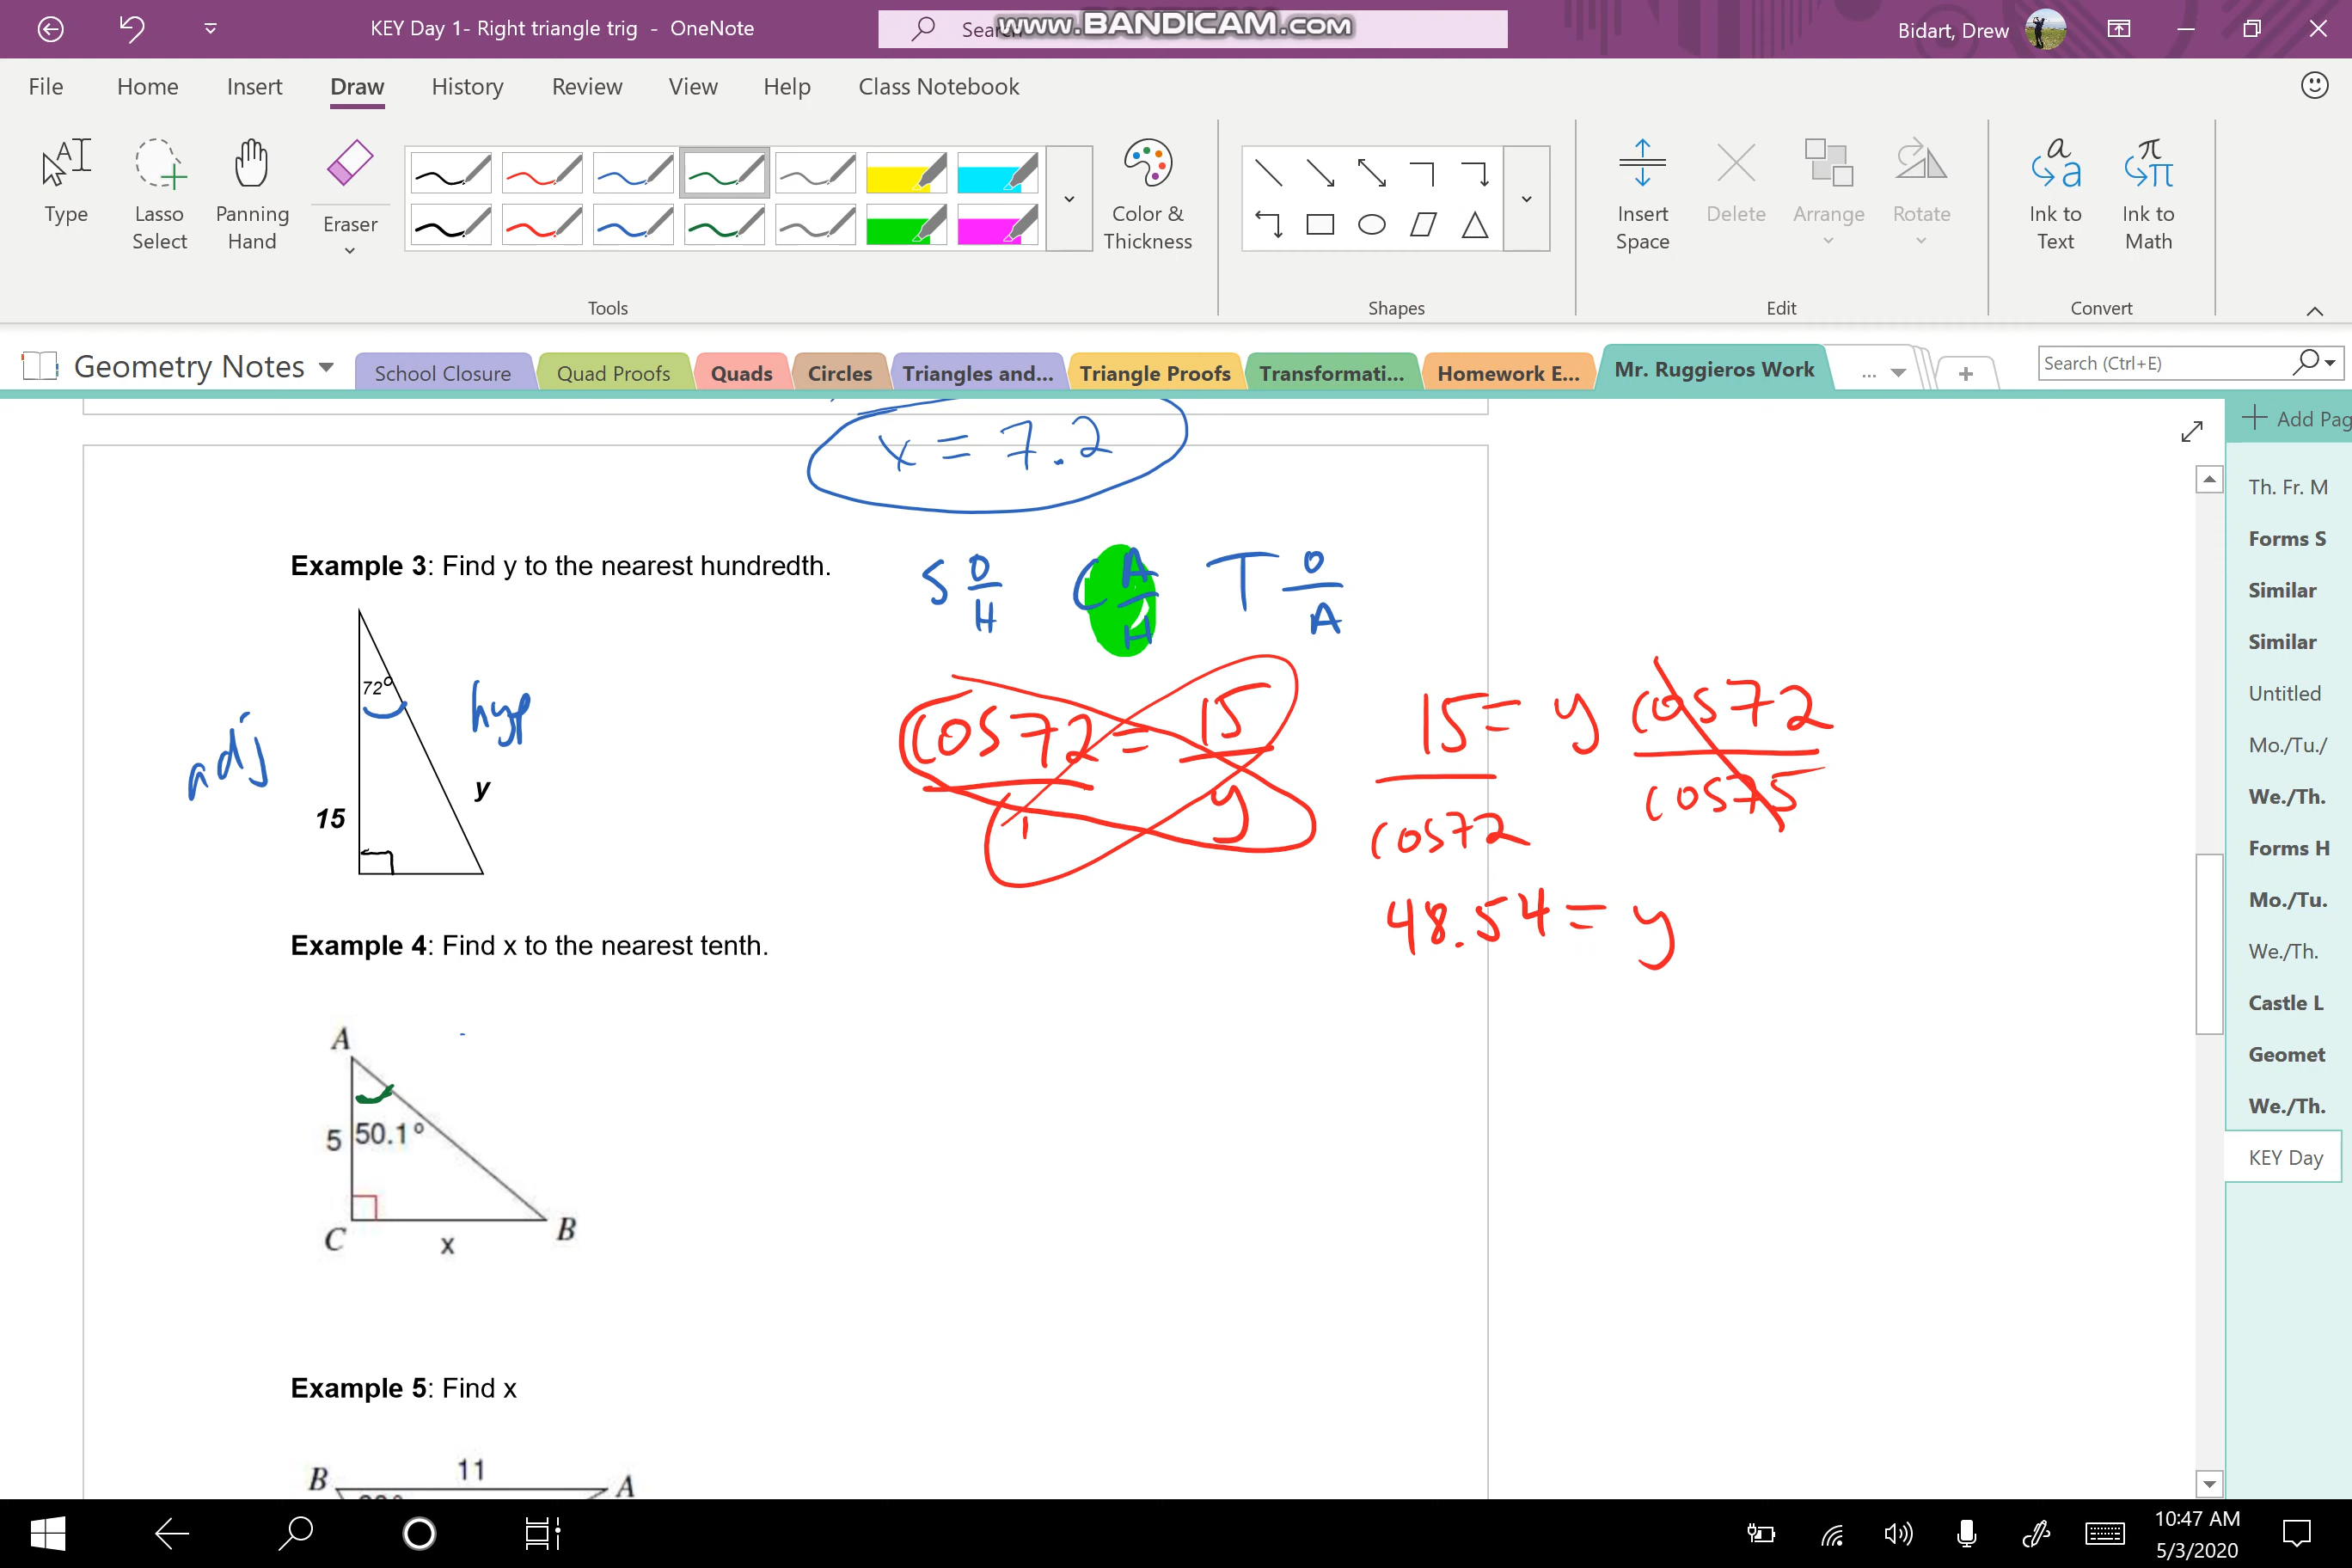 KEY Day 1- Right triangle trig - OneNote
www.BANDICAM.com
Bidart, Drew
File Home Insert Draw History Review View Help Class Notebook
Type
Lasso Select
Panning Hand
Eraser
Color & Thickness
Insert Space
Delete
Arrange
Rotate
Ink to Text
Ink to Math
Tools
Shapes
Edit
Convert
Geometry Notes
School Closure
Quad Proofs
Quads
Circles
Triangles and...
Triangle Proofs
Transformati...
Homework E...
Mr. Ruggieros Work
...
Search (Ctrl+E)
Add Pag
Th. Fr. M
Forms S
Similar
Similar
Untitled
Mo./Tu./
We./Th.
Forms H
Mo./Tu.
We./Th.
Castle L
Geomet
We./Th.
KEY Day
x = 7.2
Example 3: Find y to the nearest hundredth.
S O/H C A/H T O/A
72°
adj
hyp
15
y
cos72/1 = 15/y
15 = y cos72
cos72 cos75
48.54 = y
Example 4: Find x to the nearest tenth.
A
5 50.1°
C x B
Example 5: Find x
B 11 A
10:47 AM
5/3/2020